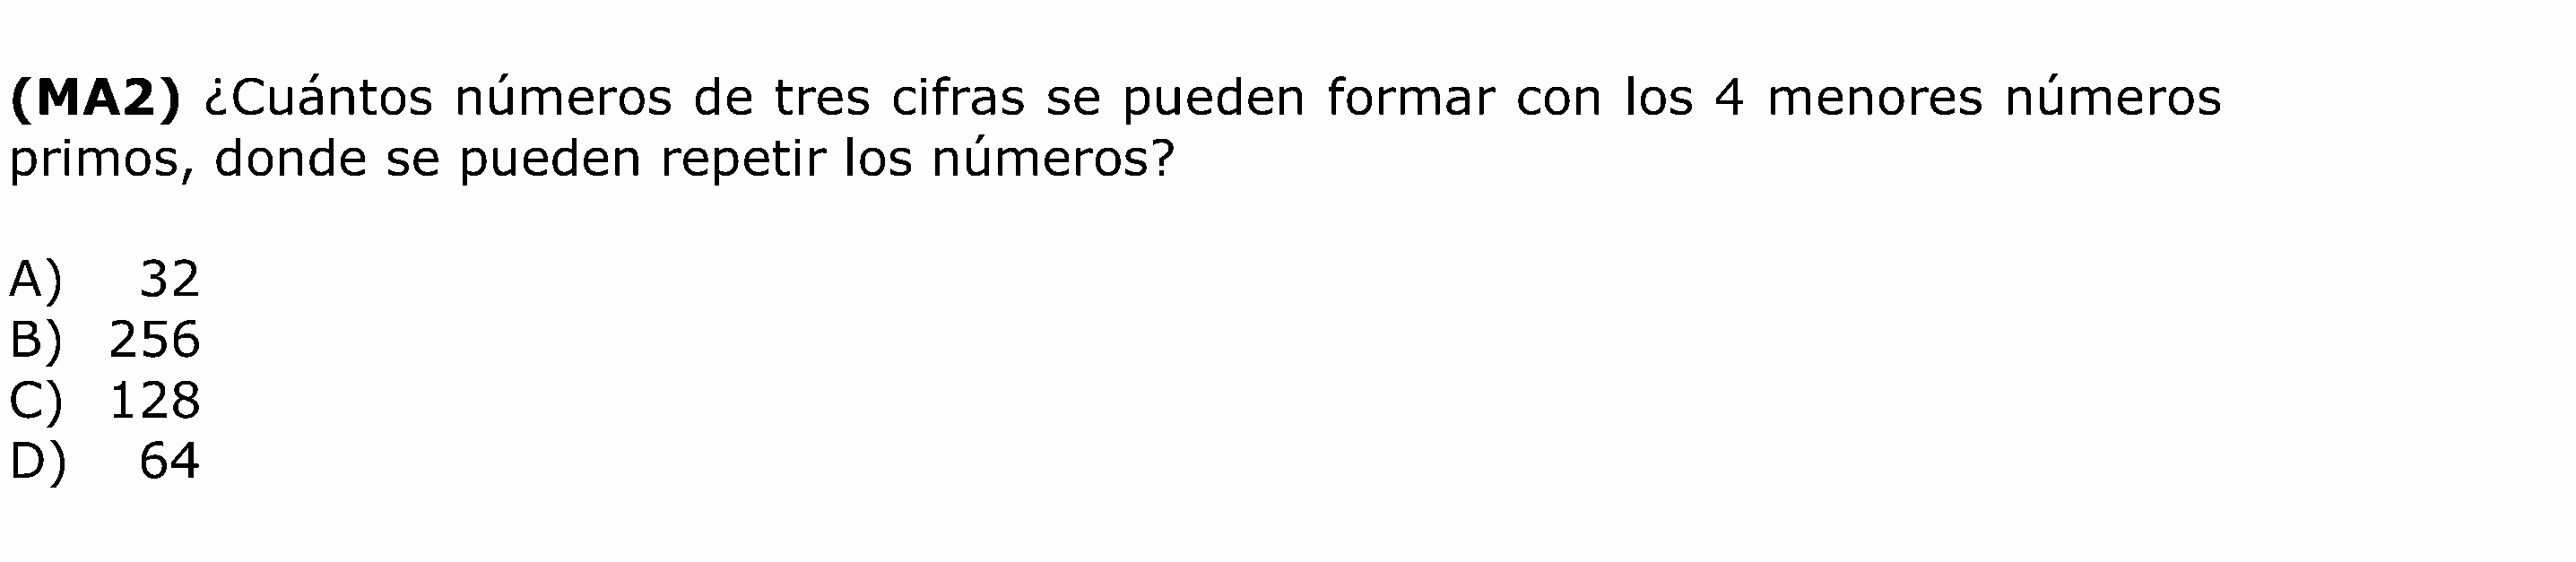 (MA2) ¿Cuántos números de tres cifras se pueden formar con los 4 menores números
primos, donde se pueden repetir los números?
A) 32
B) 256
C) 128
D) 64